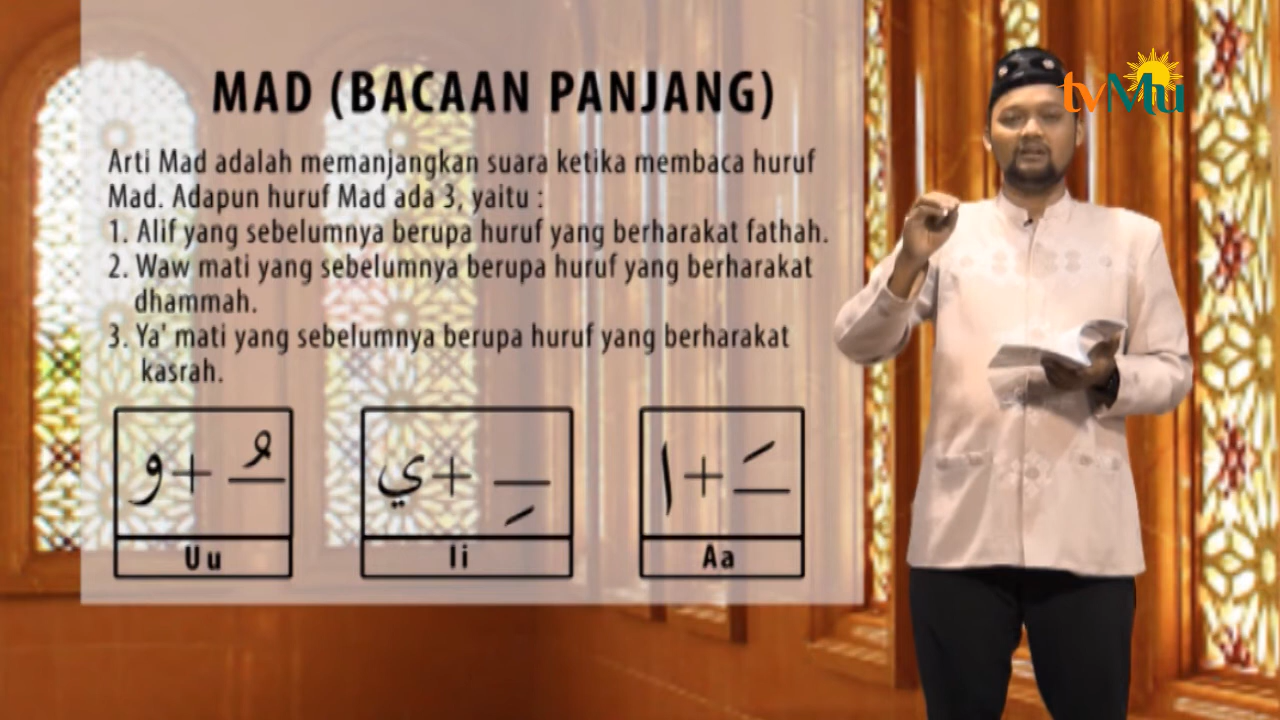 MAD (BACAAN PANJANG)
Arti Mad adalah memanjangkan suara ketika membaca huruf
Mad. Adapun huruf Mad ada 3, yaitu :
1. Alif yang sebelumnya berupa huruf yang berharakat fathah.
2. Waw mati yang sebelumnya berupa huruf yang berharakat
dhammah.
3. Ya' mati yang sebelumnya berupa huruf yang berharakat
kasrah.
و + ـُ
ي + ـِ
ا + ـَ
Uu
Ii
Aa
tvMu